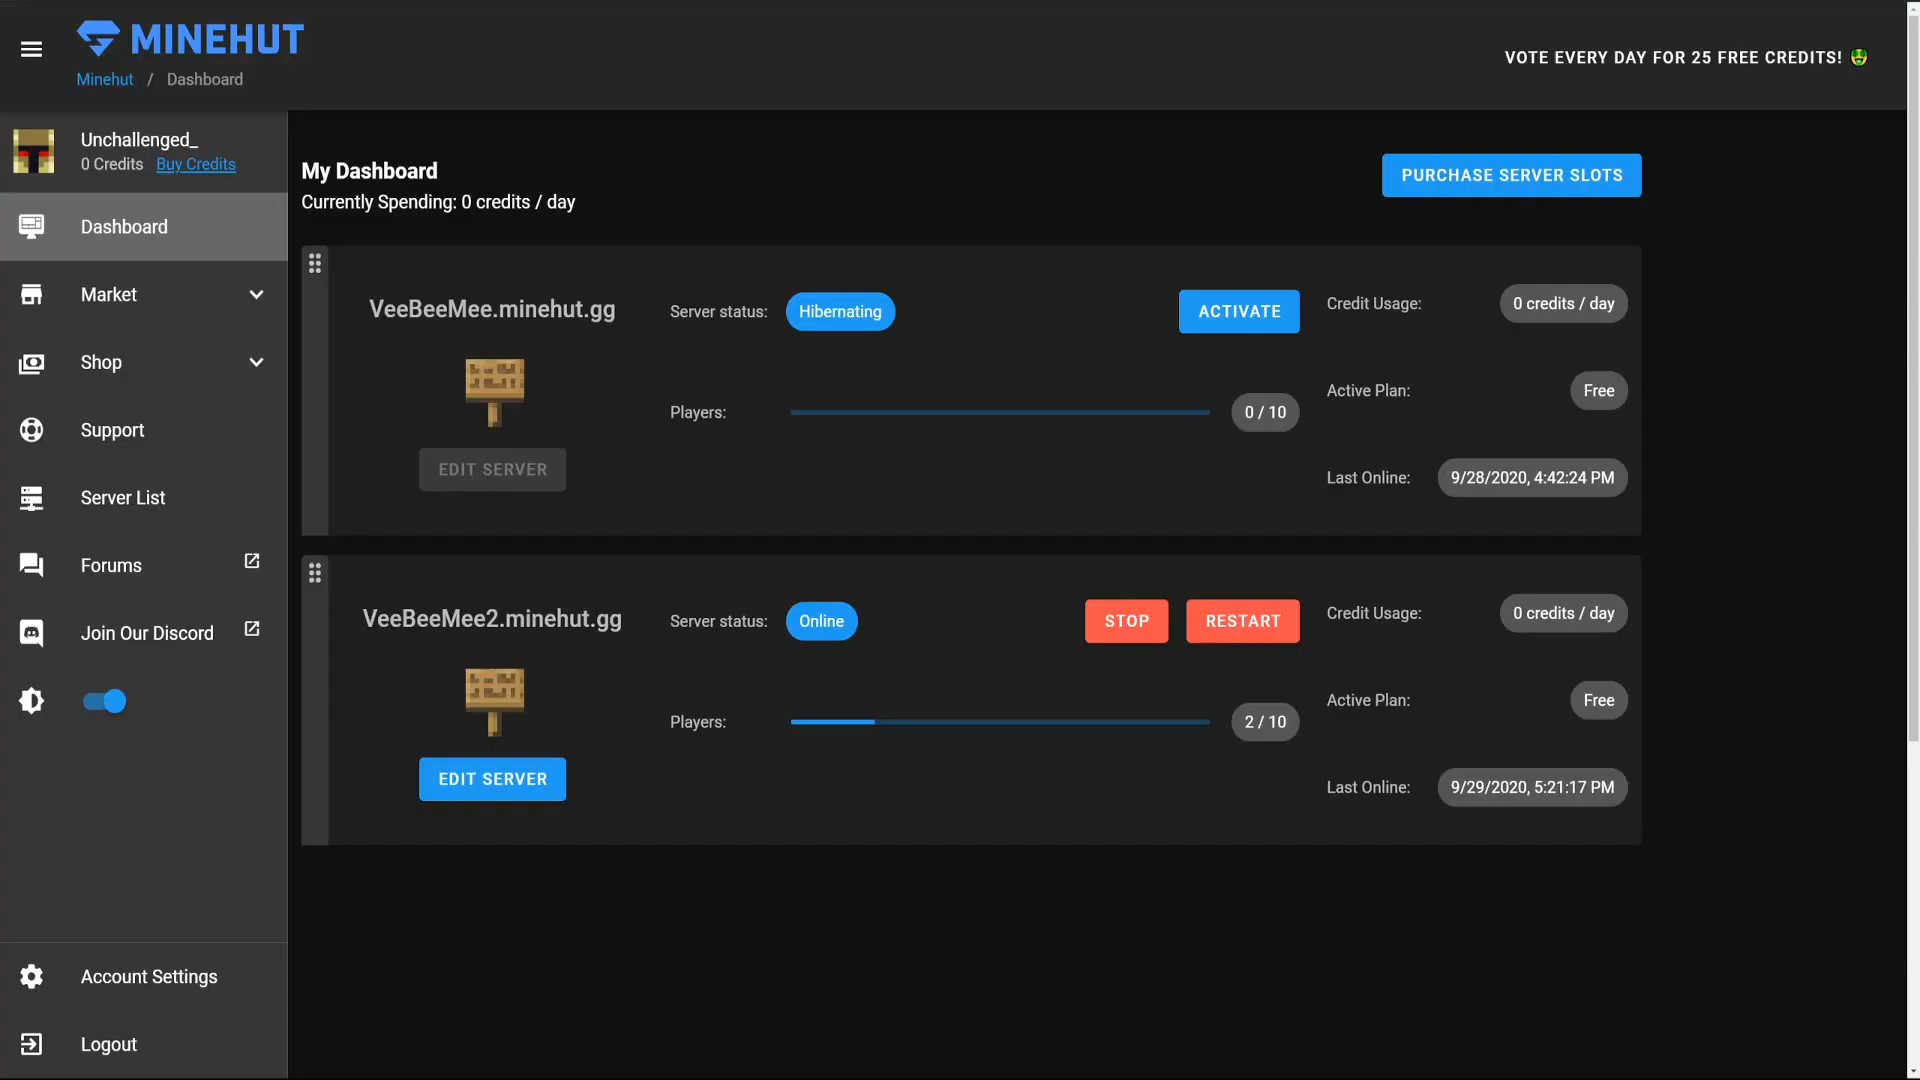 MINEHUT
Minehut / Dashboard
VOTE EVERY DAY FOR 25 FREE CREDITS!
Unchallenged_
0 Credits Buy Credits
Dashboard
Market
Shop
Support
Server List
Forums
Join Our Discord
Account Settings
Logout
My Dashboard
Currently Spending: 0 credits / day
PURCHASE SERVER SLOTS
VeeBeeMee.minehut.gg
EDIT SERVER
Server status: Hibernating
ACTIVATE
Players: 0 / 10
Credit Usage: 0 credits / day
Active Plan: Free
Last Online: 9/28/2020, 4:42:24 PM
VeeBeeMee2.minehut.gg
EDIT SERVER
Server status: Online
STOP RESTART
Players: 2 / 10
Credit Usage: 0 credits / day
Active Plan: Free
Last Online: 9/29/2020, 5:21:17 PM